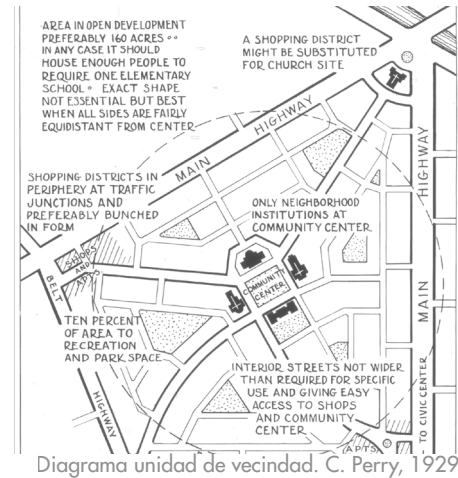 AREA IN OPEN DEVELOPMENT
PREFERABLY 160 ACRES • •
IN ANY CASE IT SHOULD
HOUSE ENOUGH PEOPLE TO
REQUIRE ONE ELEMENTARY
SCHOOL • EXACT SHAPE
NOT ESSENTIAL BUT BEST
WHEN ALL SIDES ARE FAIRLY
EQUIDISTANT FROM CENTER
A SHOPPING DISTRICT
MIGHT BE SUBSTITUTED
FOR CHURCH SITE
MAIN HIGHWAY
HIGHWAY
MAIN
TO CIVIC CENTER
SHOPPING DISTRICTS IN
PERIPHERY AT TRAFFIC
JUNCTIONS AND
PREFERABLY BUNCHED
IN FORM
ONLY NEIGHBORHOOD
INSTITUTIONS AT
COMMUNITY CENTER
SHOPS
AND
APTS
BELT
HIGHWAY
COMMUNITY
CENTER
TEN PERCENT
OF AREA TO
RECREATION
AND PARK SPACE
INTERIOR STREETS NOT WIDER
THAN REQUIRED FOR SPECIFIC
USE AND GIVING EASY
ACCESS TO SHOPS
AND COMMUNITY
CENTER
APTS
Diagrama unidad de vecindad. C. Perry, 1929